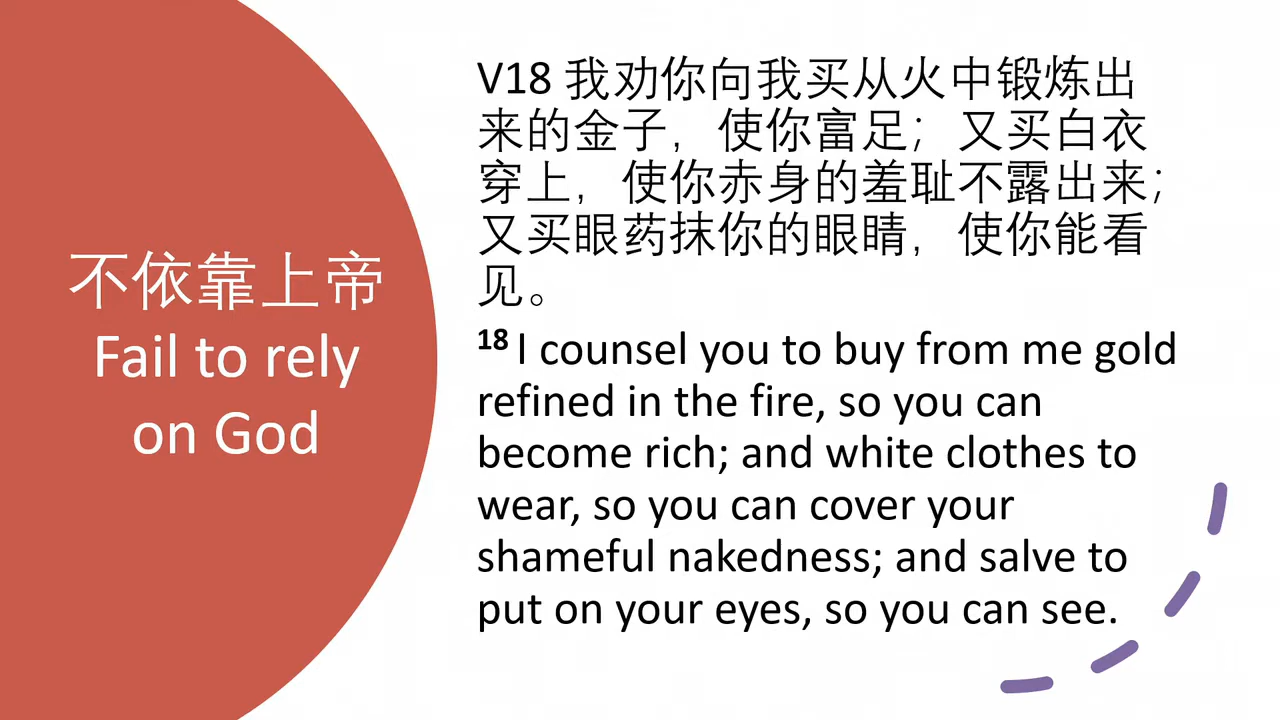 不依靠上帝
Fail to rely
on God
V18 我劝你向我买从火中锻炼出
来的金子，使你富足；又买白衣
穿上，使你赤身的羞耻不露出来；
又买眼药抹你的眼睛，使你能看
见。
18 I counsel you to buy from me gold
refined in the fire, so you can
become rich; and white clothes to
wear, so you can cover your
shameful nakedness; and salve to
put on your eyes, so you can see.